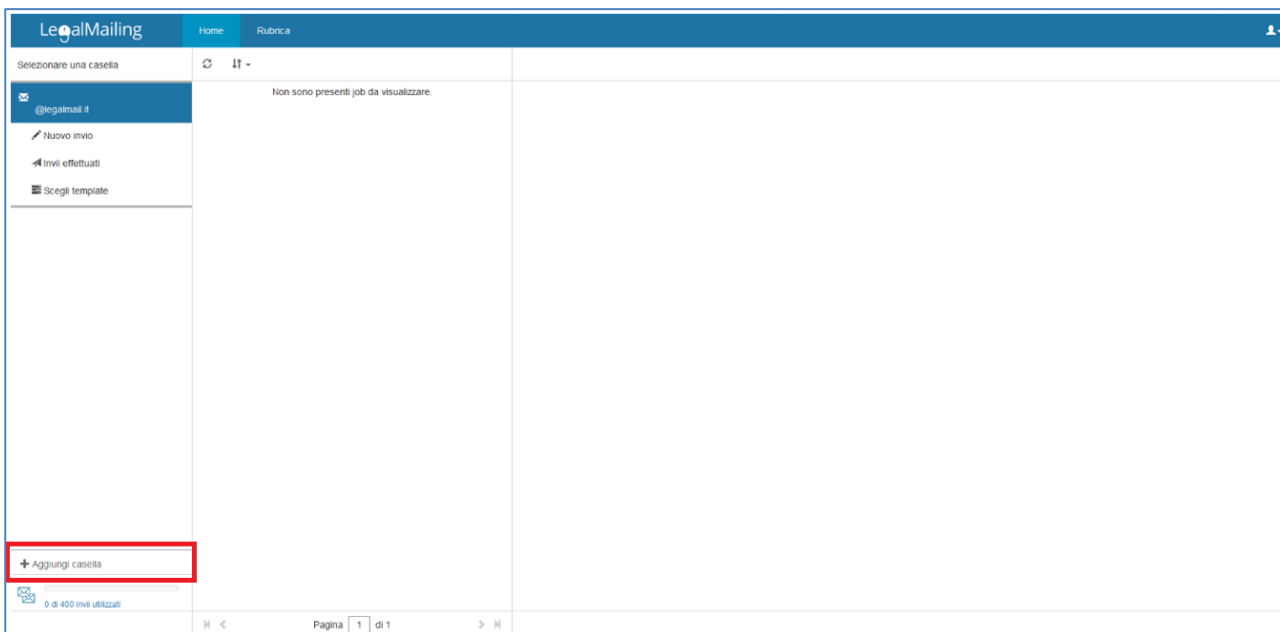 LegalMailing
Home
Rubrica
Selezionare una casella
Non sono presenti job da visualizzare.
@legalmail.it
Nuovo invio
Invii effettuati
Scegli template
Aggiungi casella
0 di 400 invii utilizzati
Pagina 1 di 1